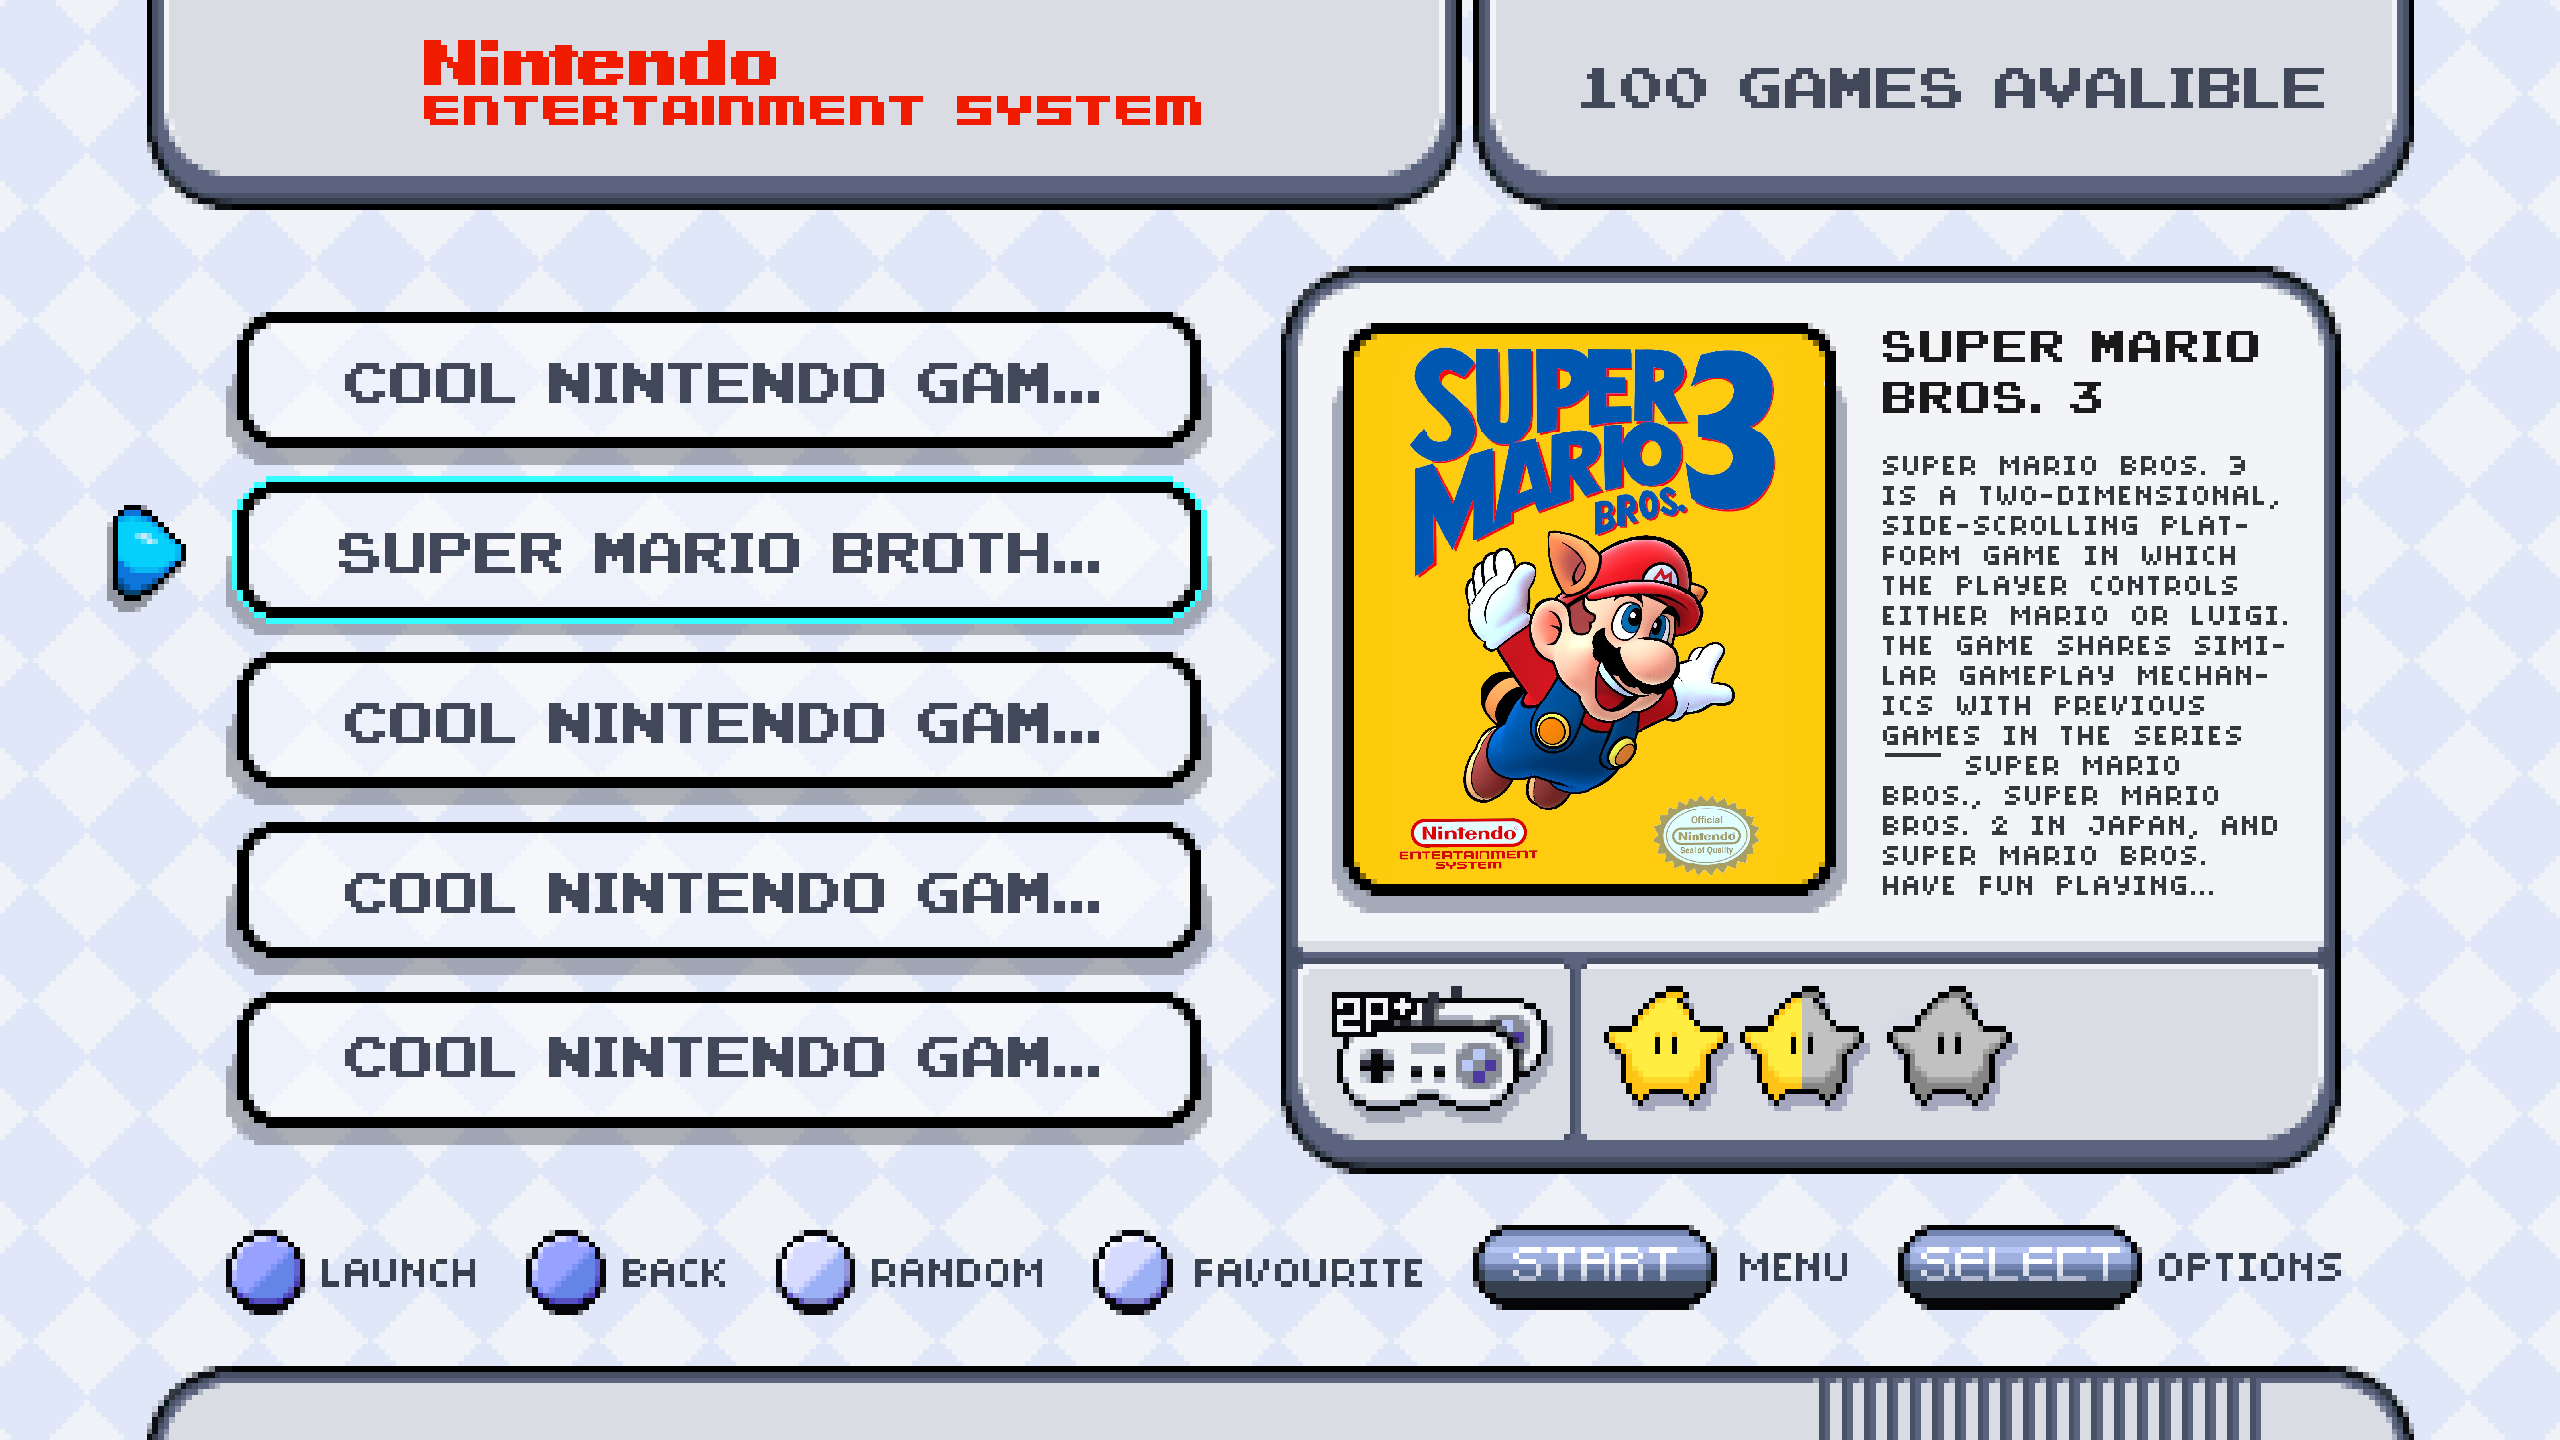 Nintendo
ENTERTAINMENT SYSTEM
100 GAMES AVALIBLE
COOL NINTENDO GAM...
SUPER MARIO BROTH...
COOL NINTENDO GAM...
COOL NINTENDO GAM...
COOL NINTENDO GAM...
SUPER
MARIO
BROS.
3
Nintendo
ENTERTAINMENT
SYSTEM
Official
Nintendo
Seal of Quality
SUPER MARIO
BROS. 3
SUPER MARIO BROS. 3
IS A TWO-DIMENSIONAL,
SIDE-SCROLLING PLAT-
FORM GAME IN WHICH
THE PLAYER CONTROLS
EITHER MARIO OR LUIGI.
THE GAME SHARES SIMI-
LAR GAMEPLAY MECHAN-
ICS WITH PREVIOUS
GAMES IN THE SERIES
— SUPER MARIO
BROS., SUPER MARIO
BROS. 2 IN JAPAN, AND
SUPER MARIO BROS.
HAVE FUN PLAYING...
2P+
LAUNCH
BACK
RANDOM
FAVOURITE
START
MENU
SELECT
OPTIONS